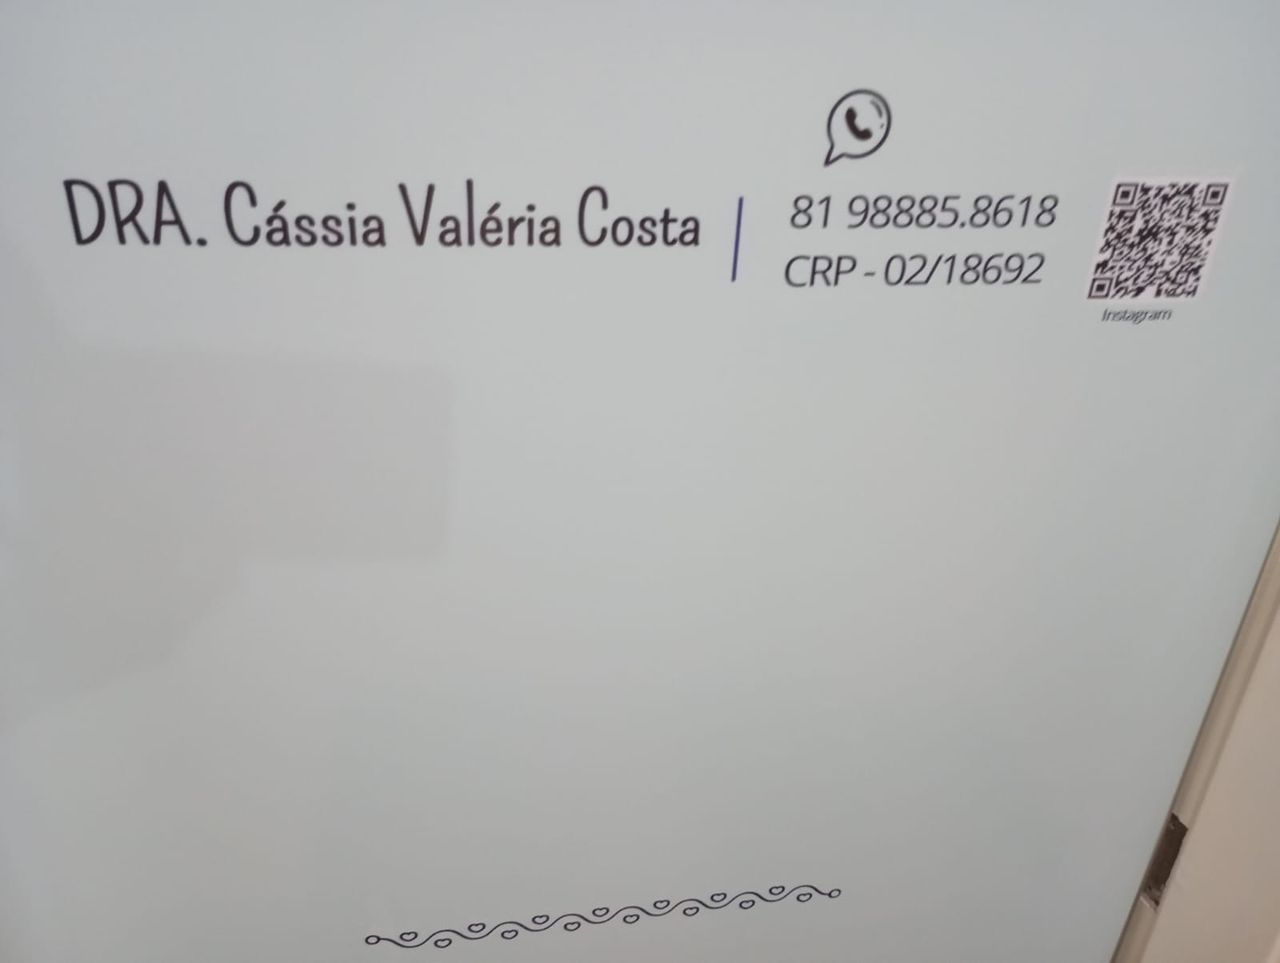 DRA. Cássia Valéria Costa
81 98885.8618
CRP - 02/18692
Instagram